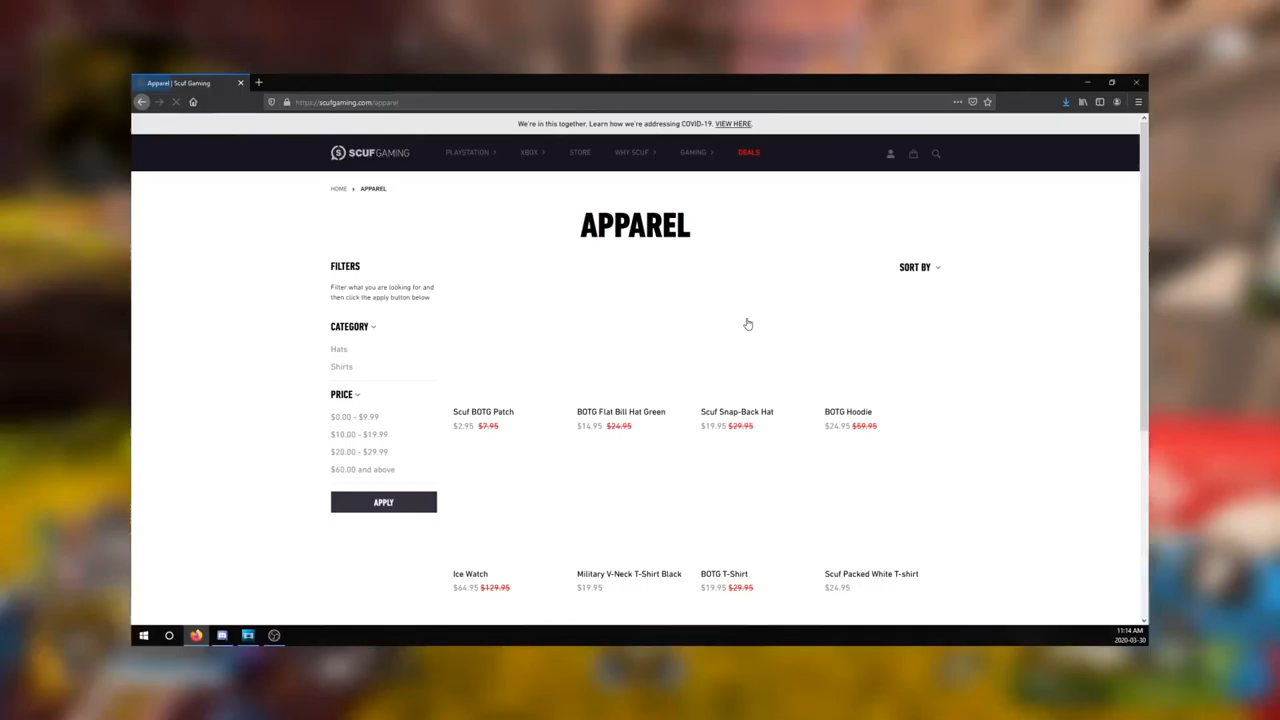 Apparel | Scuf Gaming
https://scufgaming.com/apparel
We're in this together. Learn how we're addressing COVID-19. VIEW HERE.
SCUFGAMING
PLAYSTATION
XBOX
STORE
WHY SCUF
GAMING
DEALS
HOME > APPAREL
APPAREL
FILTERS
SORT BY
Filter what you are looking for and
then click the apply button below.
CATEGORY
Hats
Shirts
PRICE
$0.00 - $9.99
$10.00 - $19.99
$20.00 - $29.99
$60.00 and above
APPLY
Scuf BOTG Patch
$2.95 $7.95
BOTG Flat Bill Hat Green
$14.95 $24.95
Scuf Snap-Back Hat
$19.95 $29.95
BOTG Hoodie
$24.95 $59.95
Ice Watch
$64.95 $129.95
Military V-Neck T-Shirt Black
$19.95
BOTG T-Shirt
$19.95 $29.95
Scuf Packed White T-shirt
$24.95
11:14 AM
2020-03-30